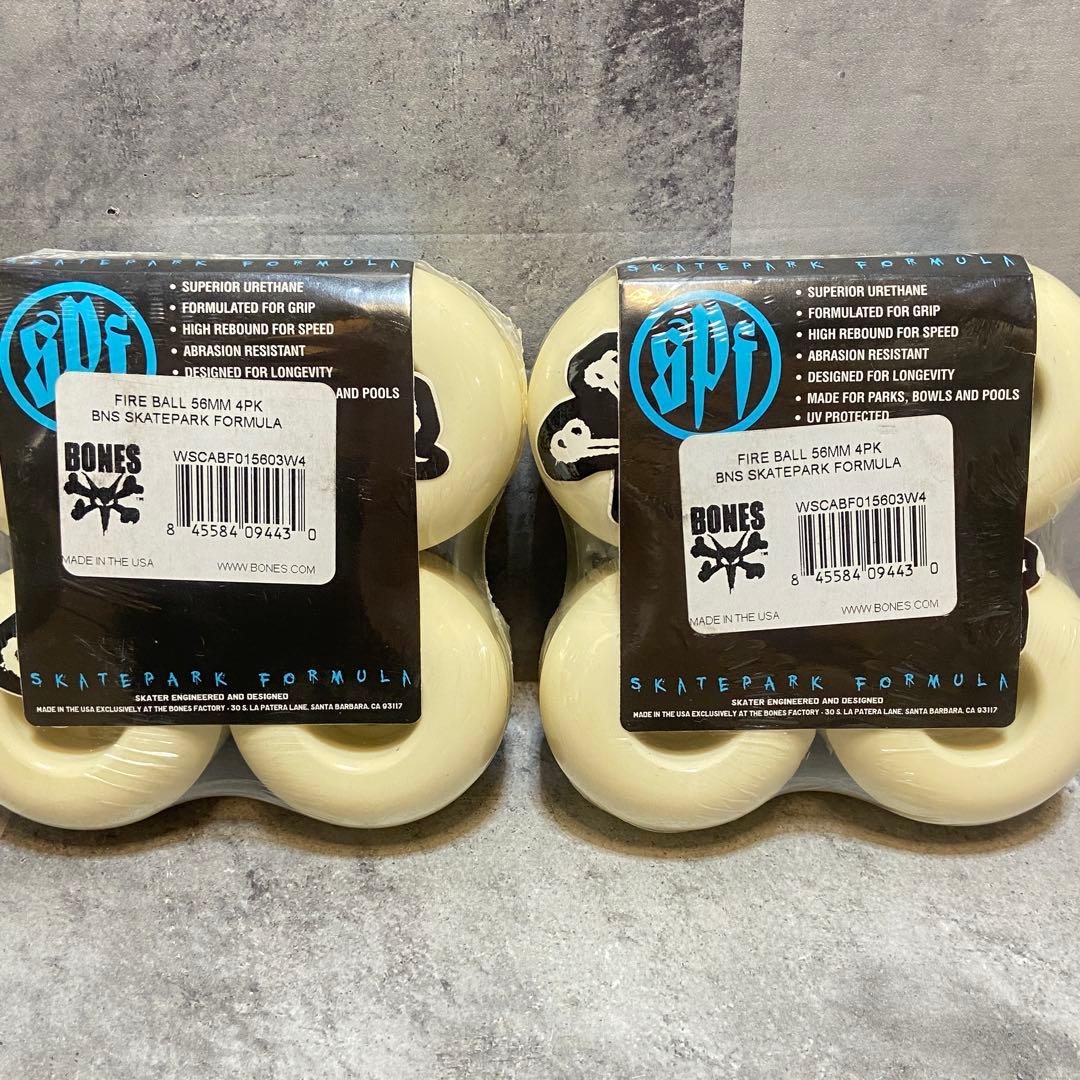 SKATEPARK FORMULA
SPf
• SUPERIOR URETHANE
• FORMULATED FOR GRIP
• HIGH REBOUND FOR SPEED
• ABRASION RESISTANT
• DESIGNED FOR LONGEVITY
AND POOLS
FIRE BALL 56MM 4PK
BNS SKATEPARK FORMULA
BONES
TM
WSCABF015603W4
8 45584 09443 0
MADE IN THE USA
WWW.BONES.COM
SKATEPARK FORMULA
SKATER ENGINEERED AND DESIGNED
MADE IN THE USA EXCLUSIVELY AT THE BONES FACTORY - 30 S. LA PATERA LANE, SANTA BARBARA, CA 93117
SKATEPARK FORMULA
SPf
• SUPERIOR URETHANE
• FORMULATED FOR GRIP
• HIGH REBOUND FOR SPEED
• ABRASION RESISTANT
• DESIGNED FOR LONGEVITY
• MADE FOR PARKS, BOWLS AND POOLS
• UV PROTECTED
FIRE BALL 56MM 4PK
BNS SKATEPARK FORMULA
BONES
TM
WSCABF015603W4
8 45584 09443 0
MADE IN THE USA
WWW.BONES.COM
SKATEPARK FORMULA
SKATER ENGINEERED AND DESIGNED
MADE IN THE USA EXCLUSIVELY AT THE BONES FACTORY - 30 S. LA PATERA LANE, SANTA BARBARA, CA 93117